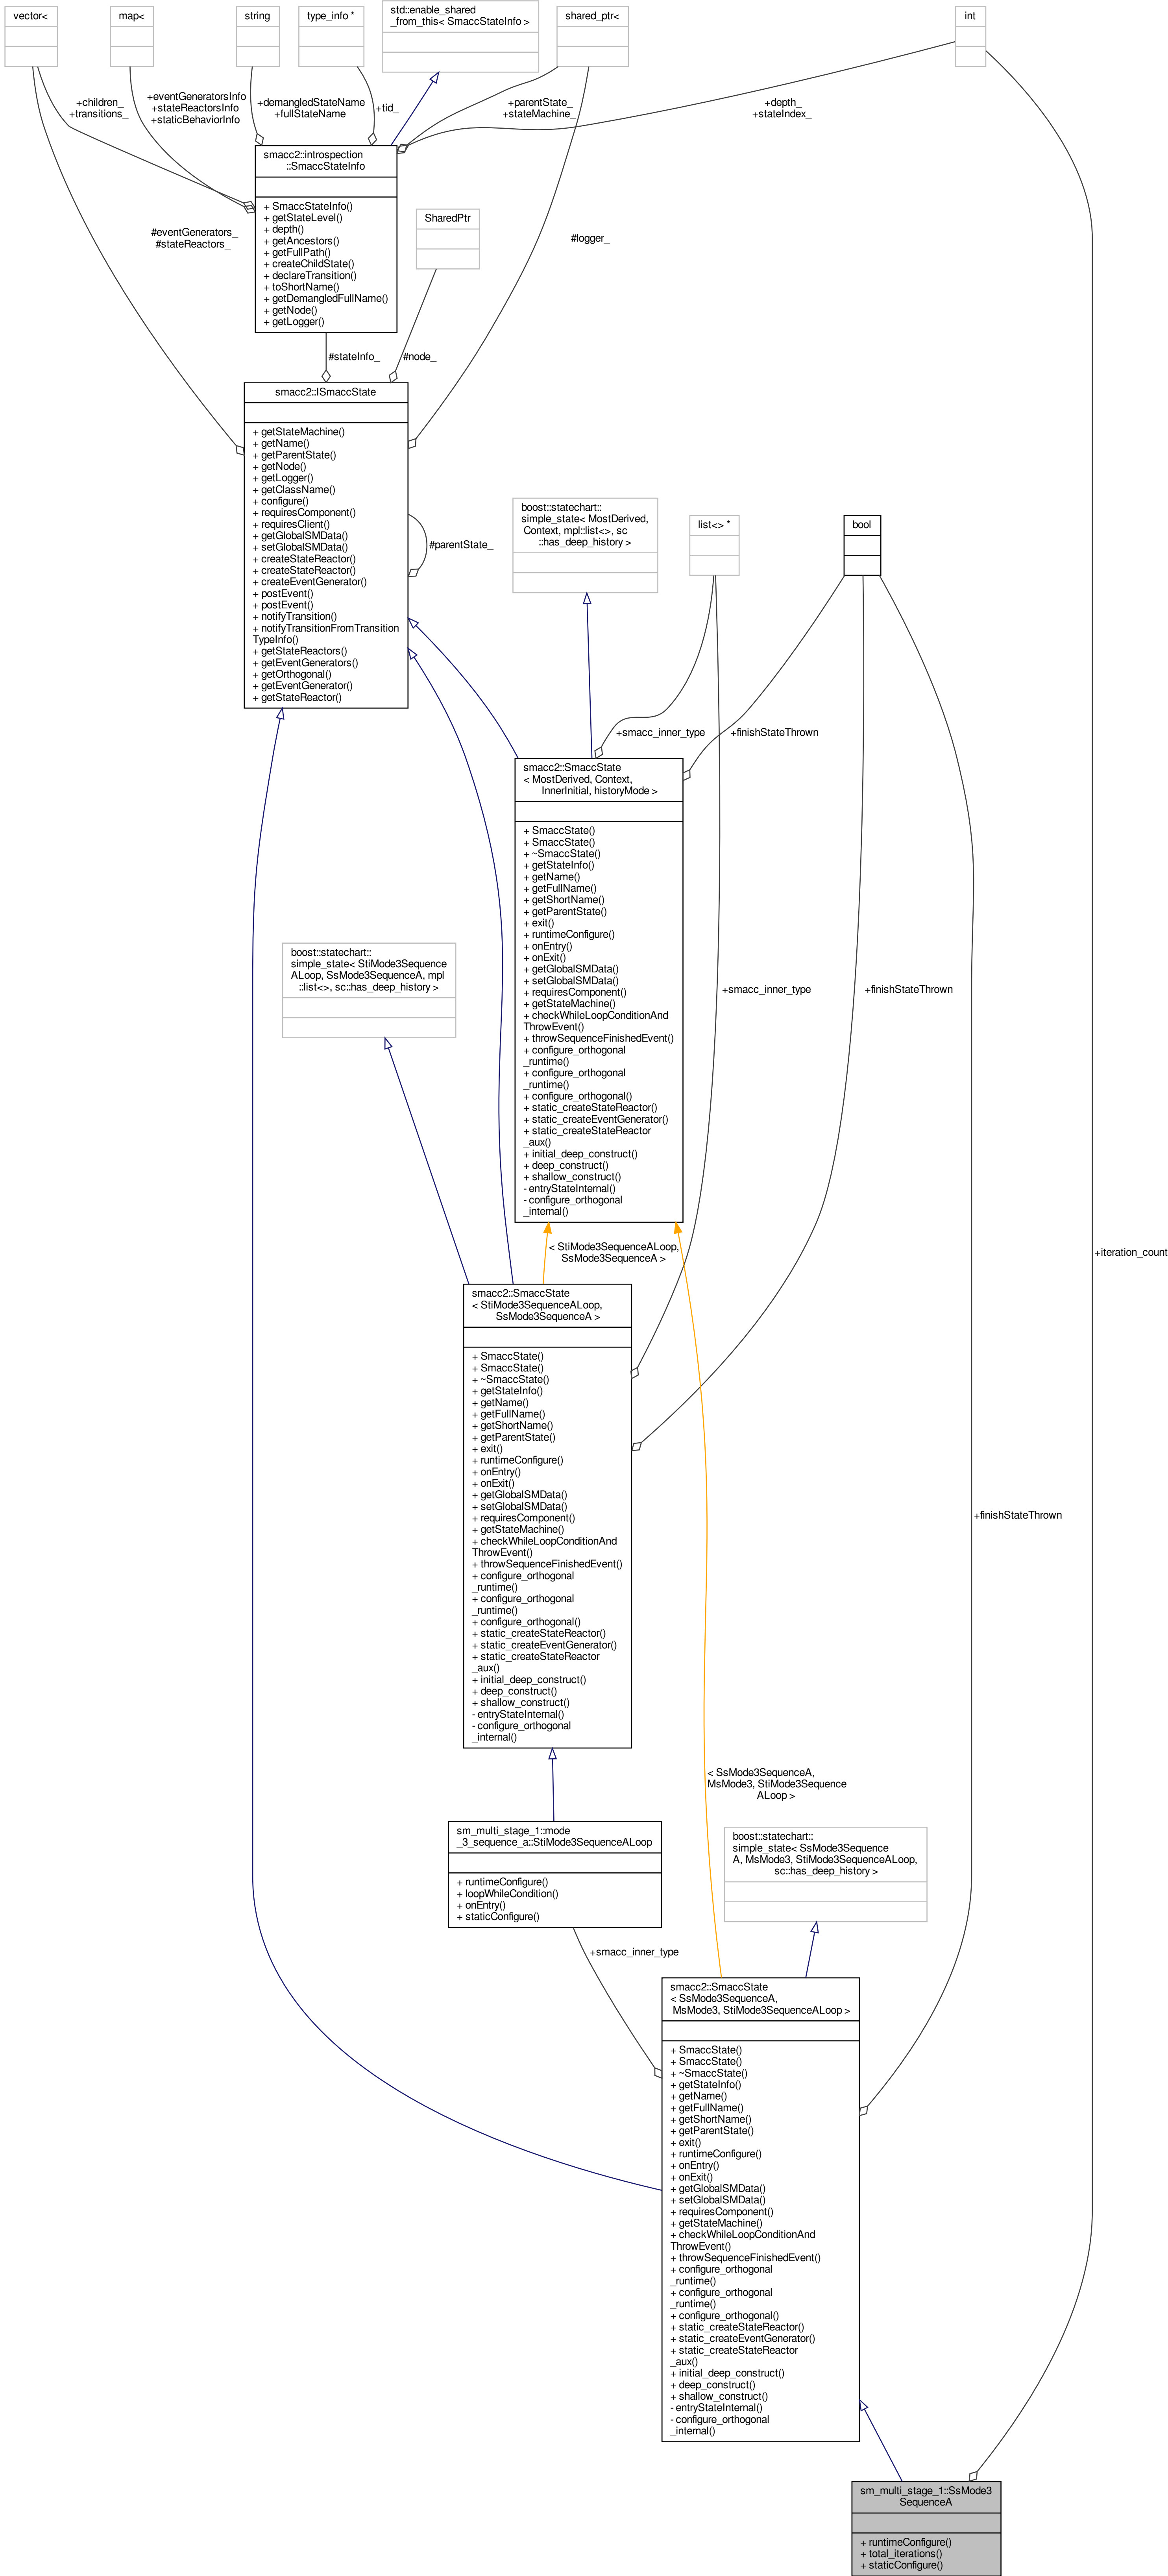 vector<
map<
string
type_info *
std::enable_shared
_from_this< SmaccStateInfo >
shared_ptr<
int
+children_
+transitions_
+eventGeneratorsInfo
+stateReactorsInfo
+staticBehaviorInfo
+demangledStateName
+fullStateName
+tid_
+parentState_
+stateMachine_
+depth_
+stateIndex_
smacc2::introspection
::SmaccStateInfo
+ SmaccStateInfo()
+ getStateLevel()
+ depth()
+ getAncestors()
+ getFullPath()
+ createChildState()
+ declareTransition()
+ toShortName()
+ getDemangledFullName()
+ getNode()
+ getLogger()
SharedPtr
#eventGenerators_
#stateReactors_
#logger_
#stateInfo_
#node_
smacc2::ISmaccState
+ getStateMachine()
+ getName()
+ getParentState()
+ getNode()
+ getLogger()
+ getClassName()
+ configure()
+ requiresComponent()
+ requiresClient()
+ getGlobalSMData()
+ setGlobalSMData()
+ createStateReactor()
+ createStateReactor()
+ createEventGenerator()
+ postEvent()
+ postEvent()
+ notifyTransition()
+ notifyTransitionFromTransition
TypeInfo()
+ getStateReactors()
+ getEventGenerators()
+ getOrthogonal()
+ getEventGenerator()
+ getStateReactor()
#parentState_
boost::statechart::
simple_state< MostDerived,
Context, mpl::list<>, sc
::has_deep_history >
list<> *
bool
+smacc_inner_type
+finishStateThrown
smacc2::SmaccState
< MostDerived, Context,
InnerInitial, historyMode >
+ SmaccState()
+ SmaccState()
+ ~SmaccState()
+ getStateInfo()
+ getName()
+ getFullName()
+ getShortName()
+ getParentState()
+ exit()
+ runtimeConfigure()
+ onEntry()
+ onExit()
+ getGlobalSMData()
+ setGlobalSMData()
+ requiresComponent()
+ getStateMachine()
+ checkWhileLoopConditionAnd
ThrowEvent()
+ throwSequenceFinishedEvent()
+ configure_orthogonal
_runtime()
+ configure_orthogonal
_runtime()
+ configure_orthogonal()
+ static_createStateReactor()
+ static_createEventGenerator()
+ static_createStateReactor
_aux()
+ initial_deep_construct()
+ deep_construct()
+ shallow_construct()
- entryStateInternal()
- configure_orthogonal
_internal()
boost::statechart::
simple_state< StiMode3Sequence
ALoop, SsMode3SequenceA, mpl
::list<>, sc::has_deep_history >
+smacc_inner_type
+finishStateThrown
< StiMode3SequenceALoop,
SsMode3SequenceA >
+iteration_count
smacc2::SmaccState
< StiMode3SequenceALoop,
SsMode3SequenceA >
+ SmaccState()
+ SmaccState()
+ ~SmaccState()
+ getStateInfo()
+ getName()
+ getFullName()
+ getShortName()
+ getParentState()
+ exit()
+ runtimeConfigure()
+ onEntry()
+ onExit()
+ getGlobalSMData()
+ setGlobalSMData()
+ requiresComponent()
+ getStateMachine()
+ checkWhileLoopConditionAnd
ThrowEvent()
+ throwSequenceFinishedEvent()
+ configure_orthogonal
_runtime()
+ configure_orthogonal
_runtime()
+ configure_orthogonal()
+ static_createStateReactor()
+ static_createEventGenerator()
+ static_createStateReactor
_aux()
+ initial_deep_construct()
+ deep_construct()
+ shallow_construct()
- entryStateInternal()
- configure_orthogonal
_internal()
+finishStateThrown
< SsMode3SequenceA,
MsMode3, StiMode3Sequence
ALoop >
sm_multi_stage_1::mode
_3_sequence_a::StiMode3SequenceALoop
+ runtimeConfigure()
+ loopWhileCondition()
+ onEntry()
+ staticConfigure()
boost::statechart::
simple_state< SsMode3Sequence
A, MsMode3, StiMode3SequenceALoop,
sc::has_deep_history >
+smacc_inner_type
smacc2::SmaccState
< SsMode3SequenceA,
MsMode3, StiMode3SequenceALoop >
+ SmaccState()
+ SmaccState()
+ ~SmaccState()
+ getStateInfo()
+ getName()
+ getFullName()
+ getShortName()
+ getParentState()
+ exit()
+ runtimeConfigure()
+ onEntry()
+ onExit()
+ getGlobalSMData()
+ setGlobalSMData()
+ requiresComponent()
+ getStateMachine()
+ checkWhileLoopConditionAnd
ThrowEvent()
+ throwSequenceFinishedEvent()
+ configure_orthogonal
_runtime()
+ configure_orthogonal
_runtime()
+ configure_orthogonal()
+ static_createStateReactor()
+ static_createEventGenerator()
+ static_createStateReactor
_aux()
+ initial_deep_construct()
+ deep_construct()
+ shallow_construct()
- entryStateInternal()
- configure_orthogonal
_internal()
sm_multi_stage_1::SsMode3
SequenceA
+ runtimeConfigure()
+ total_iterations()
+ staticConfigure()